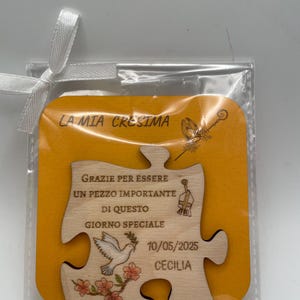 LA MIA CRESIMA
GRAZIE PER ESSERE
UN PEZZO IMPORTANTE
DI QUESTO
GIORNO SPECIALE
10/05/2025
CECILIA